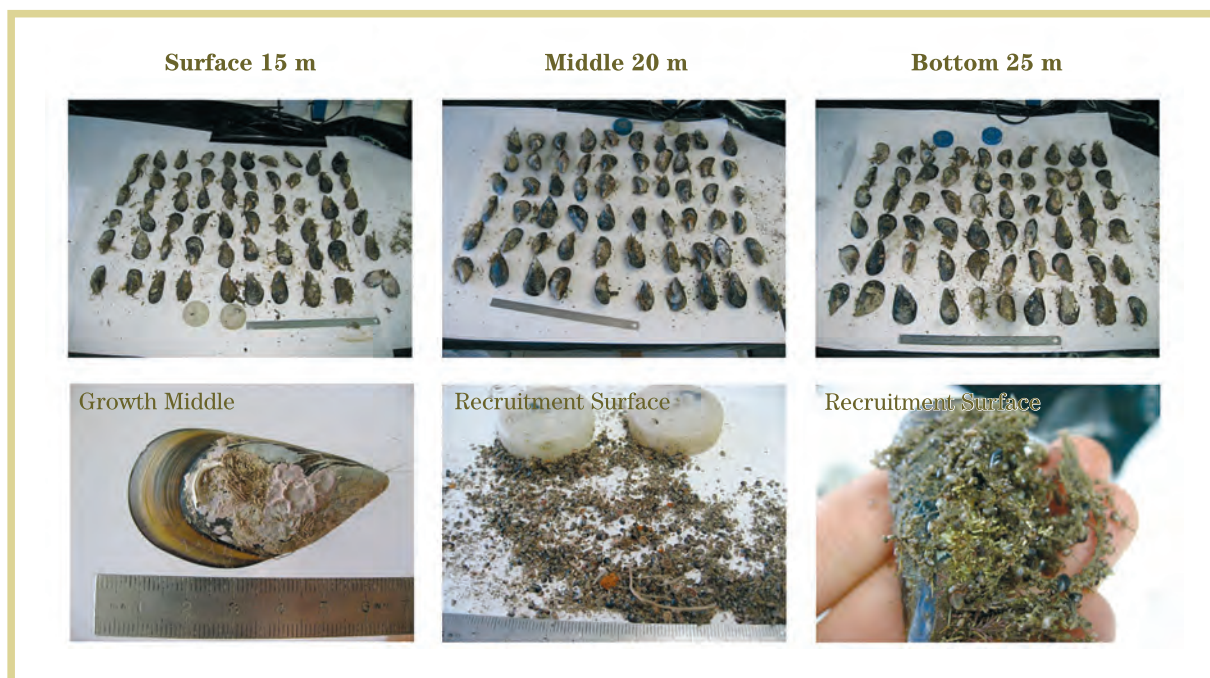 Surface 15 m
Middle 20 m
Bottom 25 m
Growth Middle
Recruitment Surface
Recruitment Surface